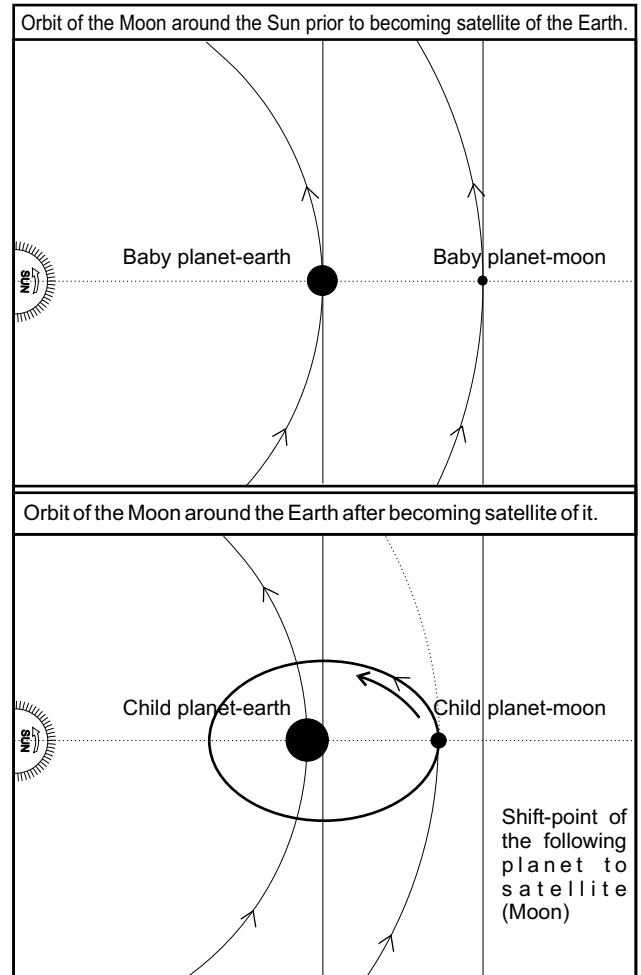 Orbit of the Moon around the Sun prior to becoming satellite of the Earth.
Baby planet-earth
Baby planet-moon
SUN
Orbit of the Moon around the Earth after becoming satellite of it.
Child planet-earth
Child planet-moon
SUN
Shift-point of
the following
planet to
satellite
(Moon)